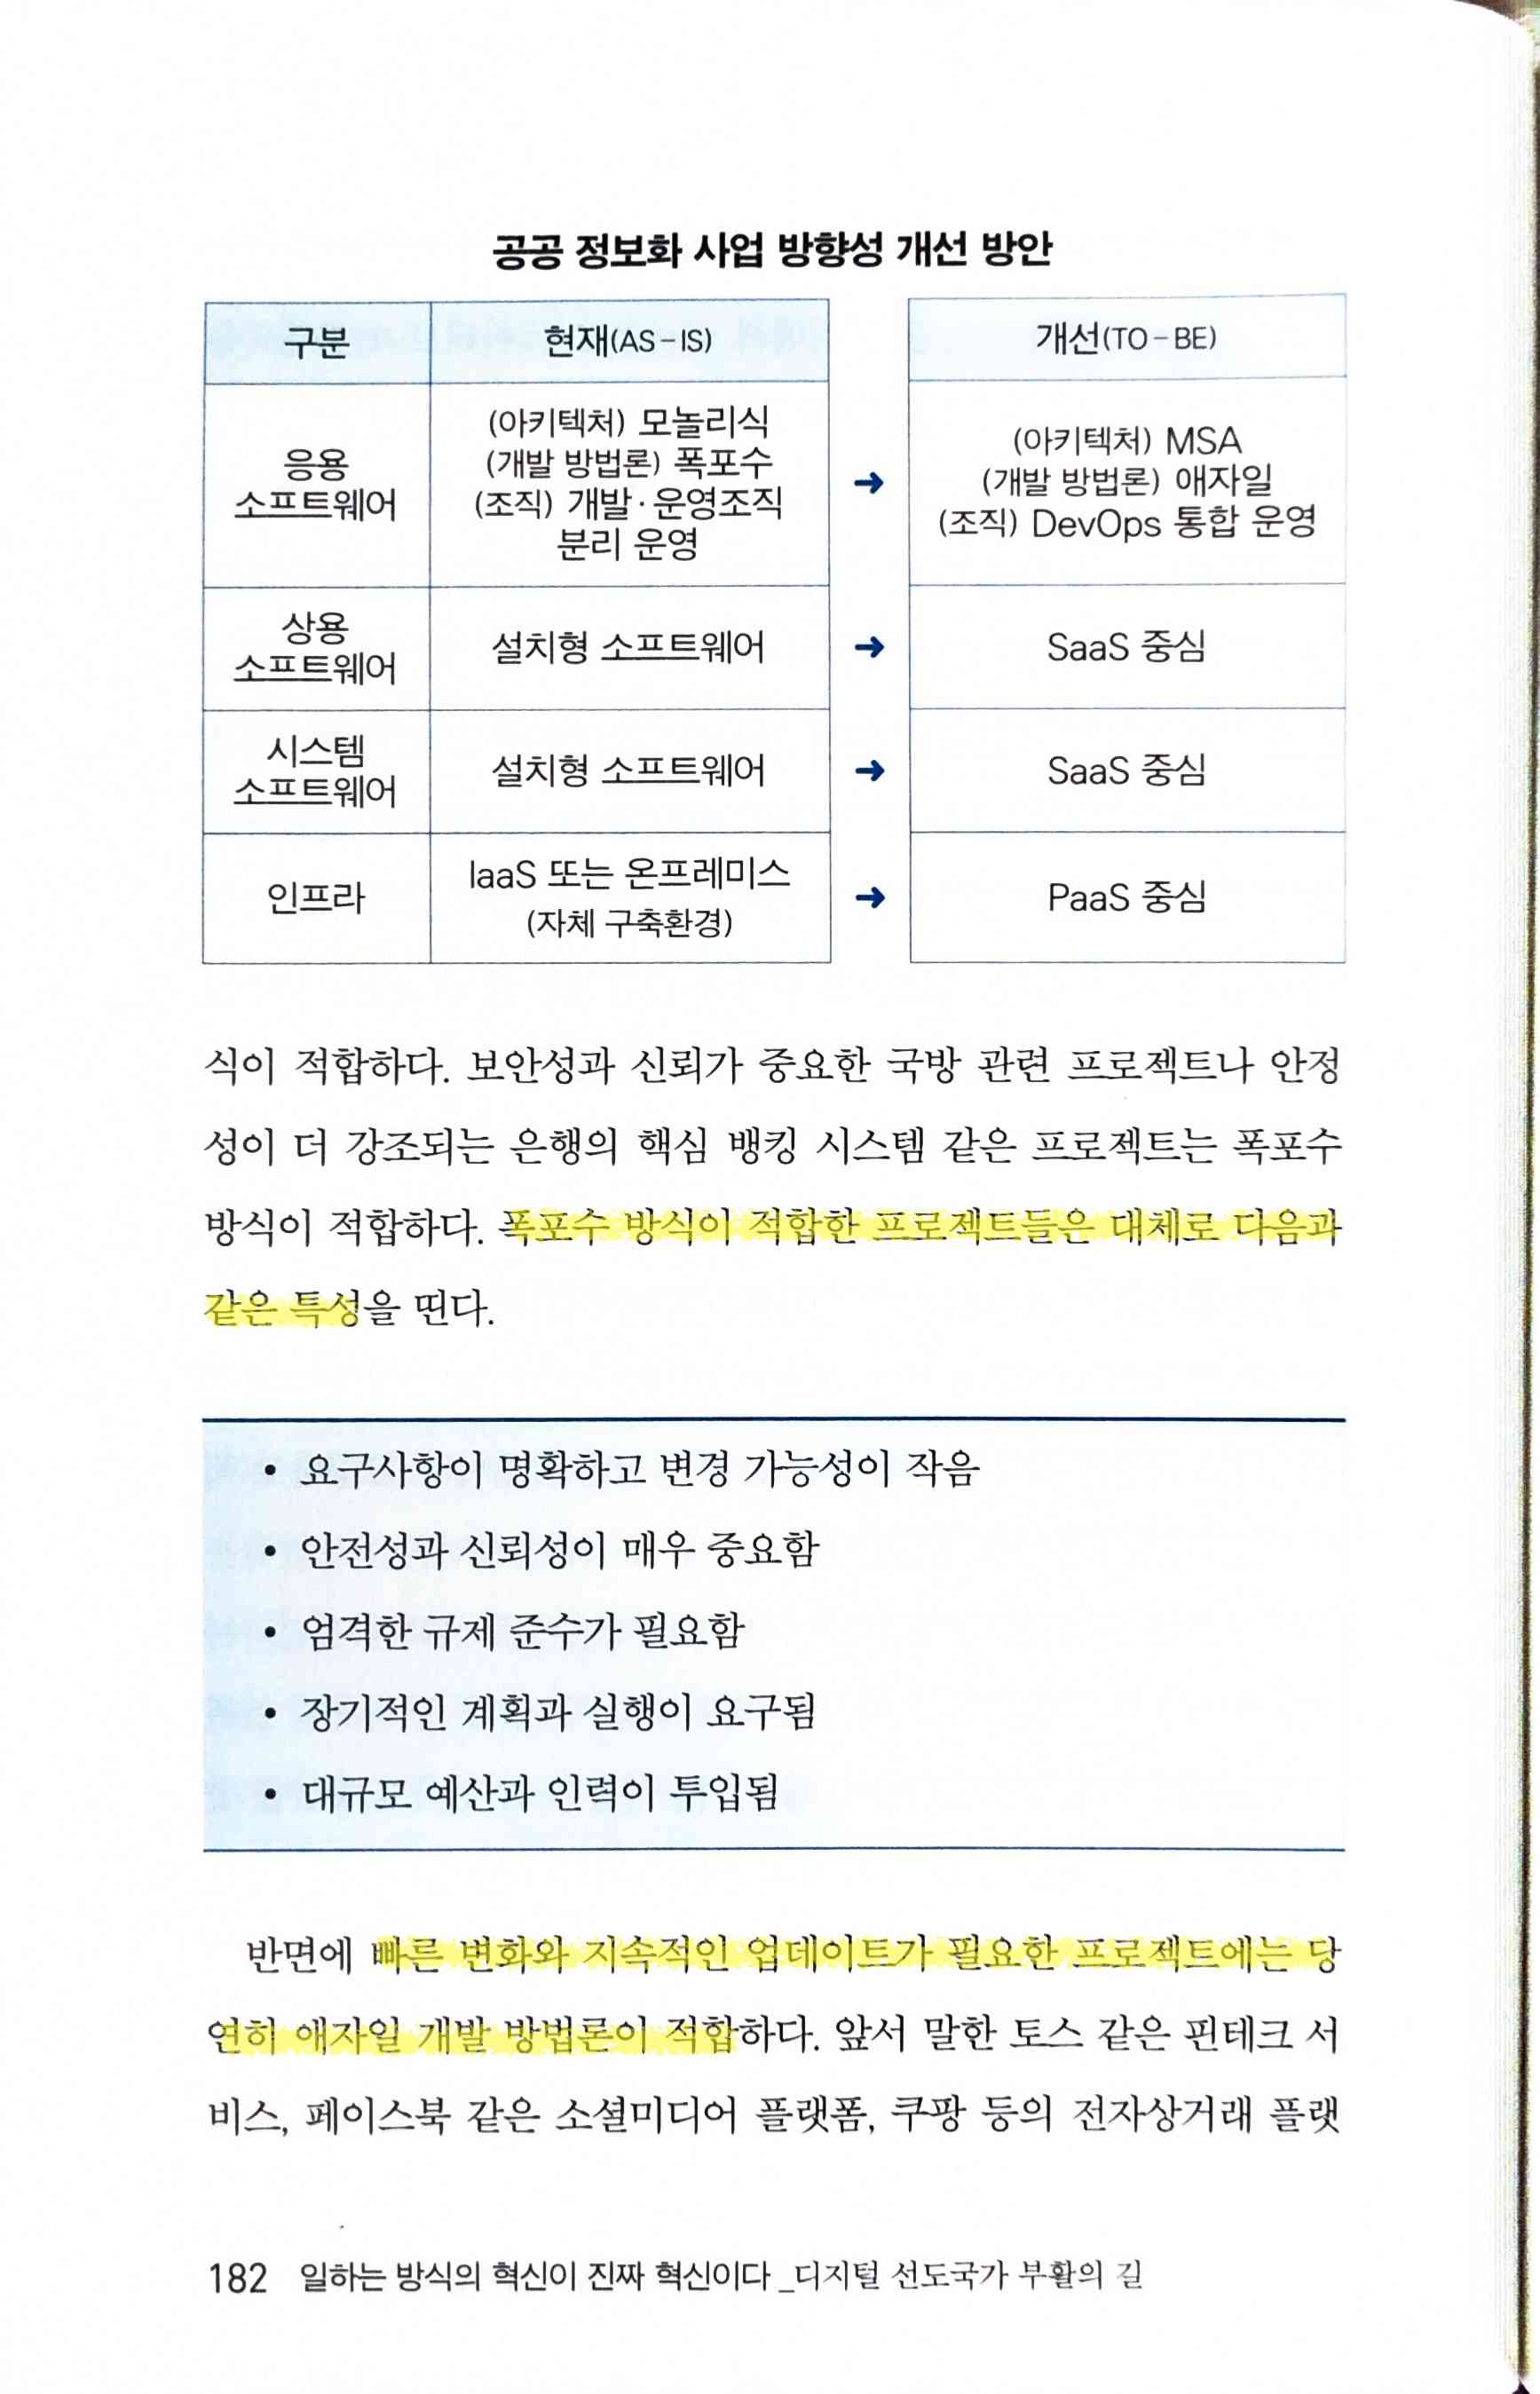 공공 정보화 사업 방향성 개선 방안
구분
현재(AS-IS)
개선(TO-BE)
응용
소프트웨어
(아키텍처) 모놀리식
(개발 방법론) 폭포수
(조직) 개발·운영조직
분리 운영
→
(아키텍처) MSA
(개발 방법론) 애자일
(조직) DevOps 통합 운영
상용
소프트웨어
설치형 소프트웨어
→
SaaS 중심
시스템
소프트웨어
설치형 소프트웨어
→
SaaS 중심
인프라
IaaS 또는 온프레미스
(자체 구축환경)
→
PaaS 중심
식이 적합하다. 보안성과 신뢰가 중요한 국방 관련 프로젝트나 안정
성이 더 강조되는 은행의 핵심 뱅킹 시스템 같은 프로젝트는 폭포수
방식이 적합하다. 폭포수 방식이 적합한 프로젝트들은 대체로 다음과
같은 특성을 띤다.
• 요구사항이 명확하고 변경 가능성이 작음
• 안전성과 신뢰성이 매우 중요함
• 엄격한 규제 준수가 필요함
• 장기적인 계획과 실행이 요구됨
• 대규모 예산과 인력이 투입됨
반면에 빠른 변화와 지속적인 업데이트가 필요한 프로젝트에는 당
연히 애자일 개발 방법론이 적합하다. 앞서 말한 토스 같은 핀테크 서
비스, 페이스북 같은 소셜미디어 플랫폼, 쿠팡 등의 전자상거래 플랫
182 일하는 방식의 혁신이 진짜 혁신이다_디지털 선도국가 부활의 길